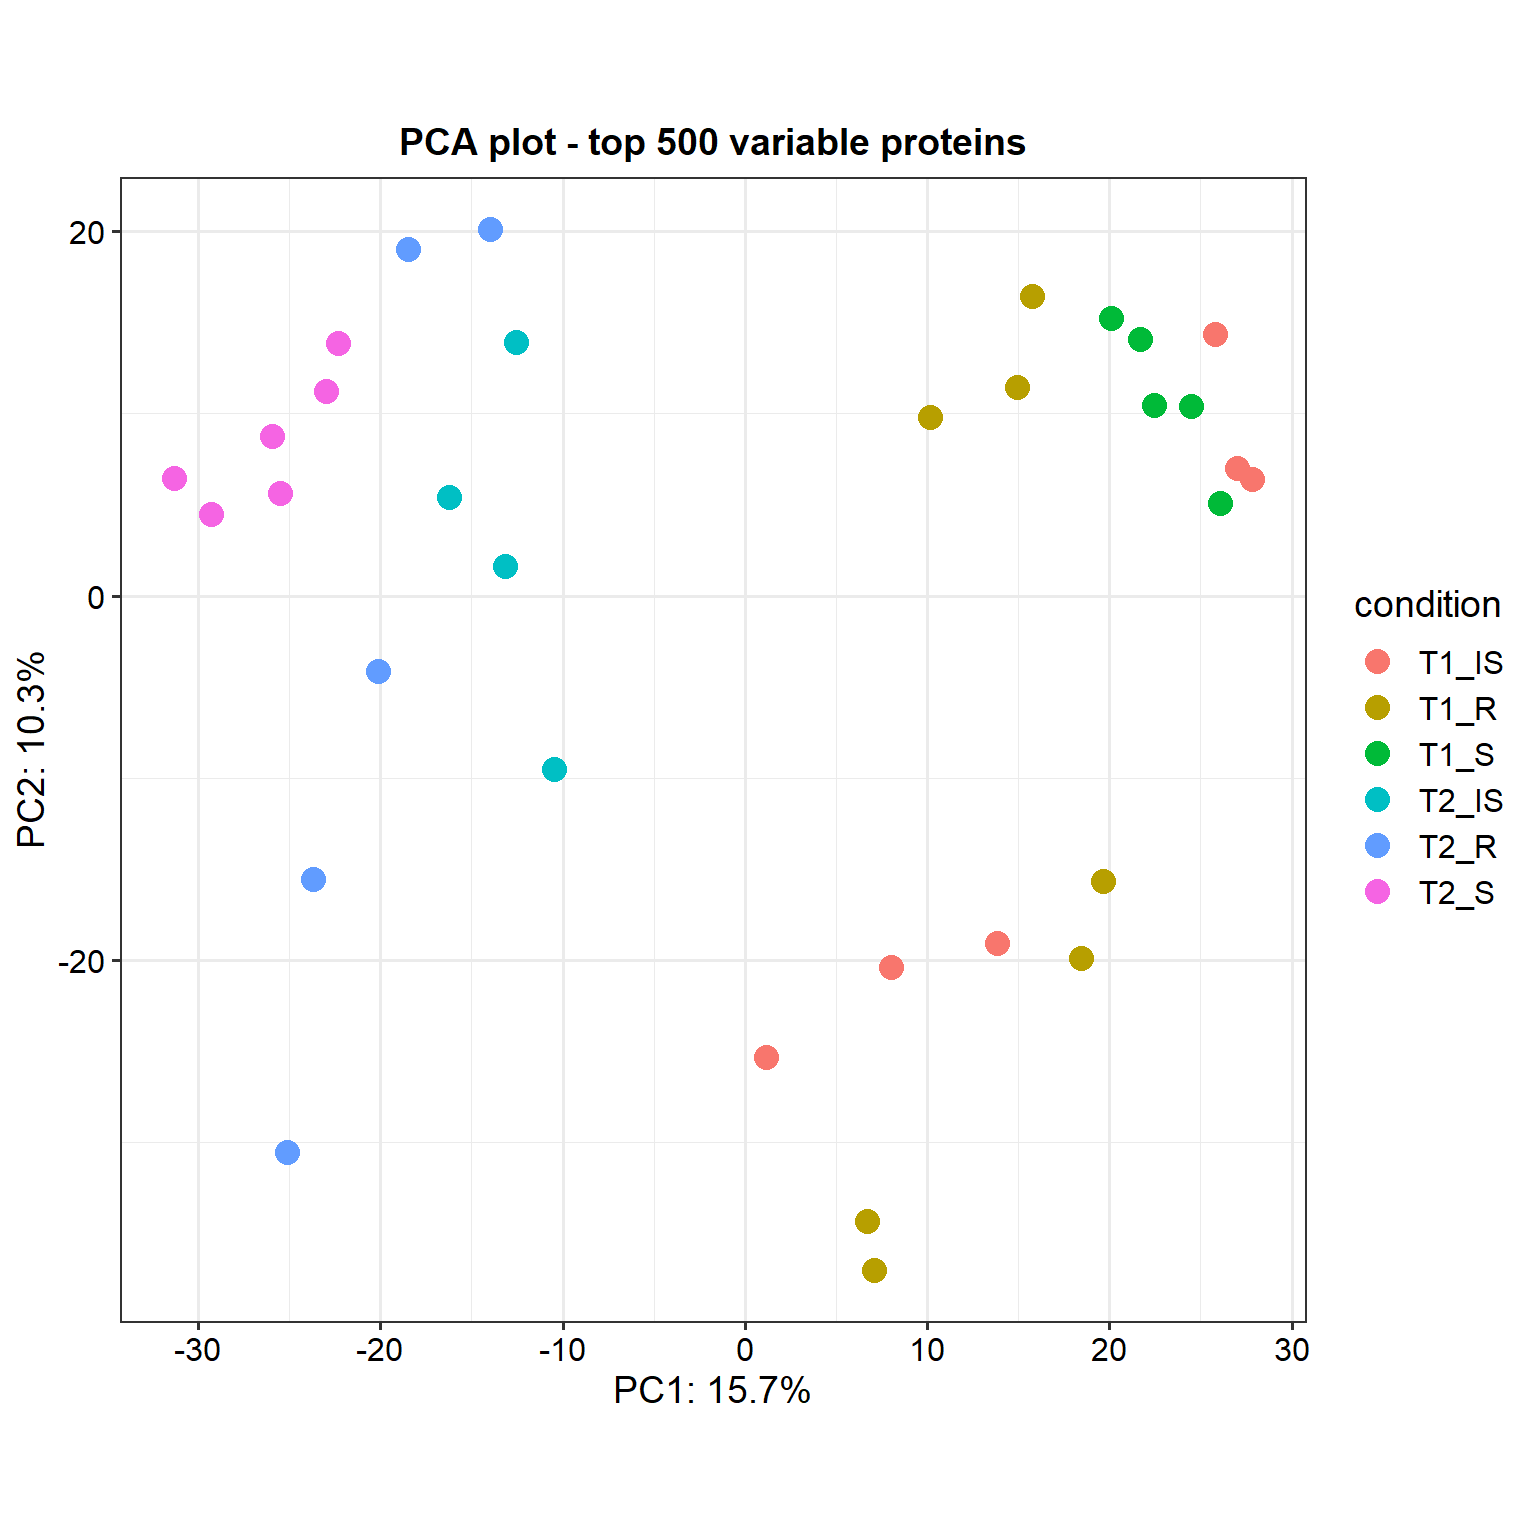 PCA plot - top 500 variable proteins
20
0
-20
PC2: 10.3%
-30
-20
-10
0
10
20
30
PC1: 15.7%
condition
T1_IS
T1_R
T1_S
T2_IS
T2_R
T2_S